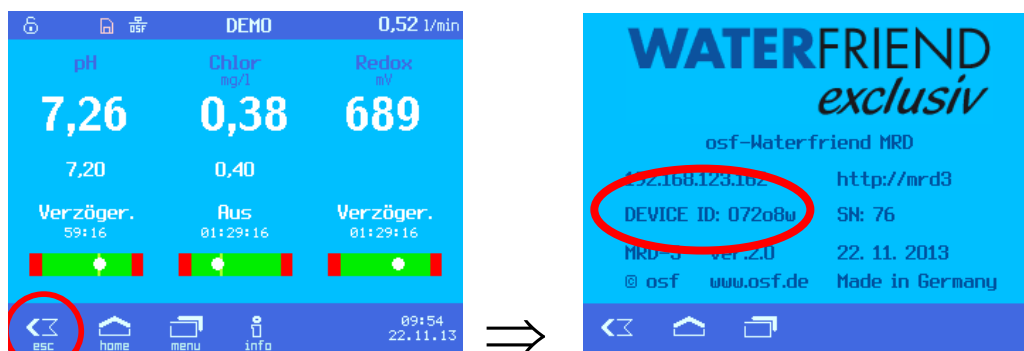 OSF DEMO 0,52 l/min
pH Chlor Redox
mg/l mV
7,26 0,38 689
7,20 0,40
Verzöger. Aus Verzöger.
59:16 01:29:16 01:29:16
esc home menu info 09:54
22.11.13
WATERFRIEND
exclusiv
osf-Waterfriend MRD
192.168.123.162 http://mrd3
DEVICE ID: 072o8w SN: 76
MRD-3 Ver.2.0 22. 11. 2013
© osf www.osf.de Made in Germany